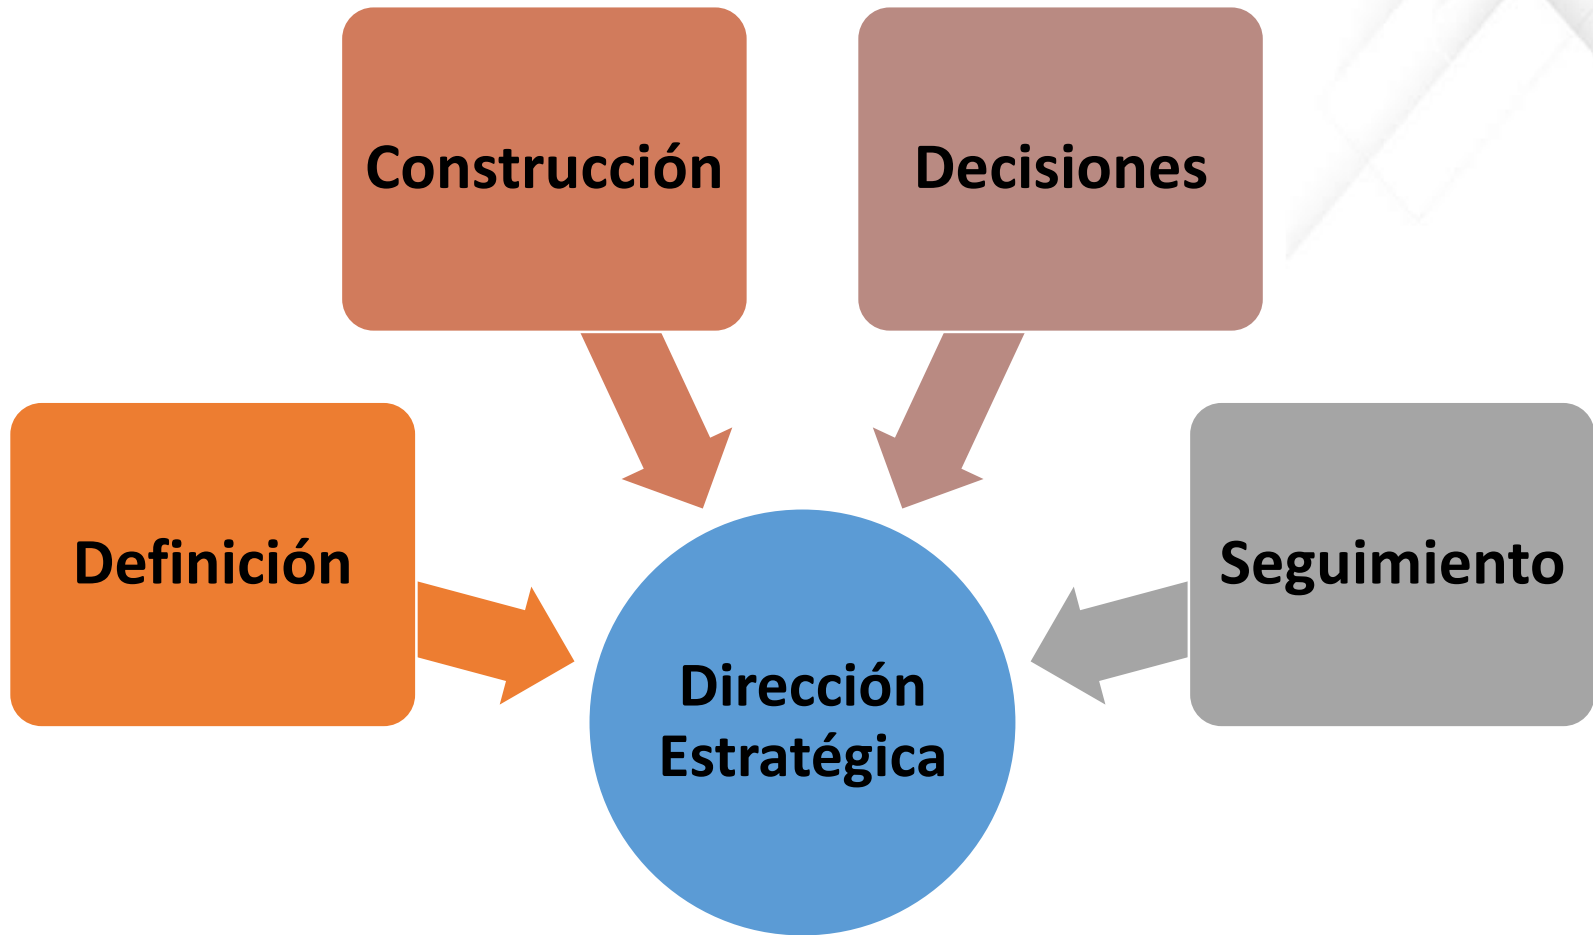 Construcción
Decisiones
Definición
Seguimiento
Dirección
Estratégica